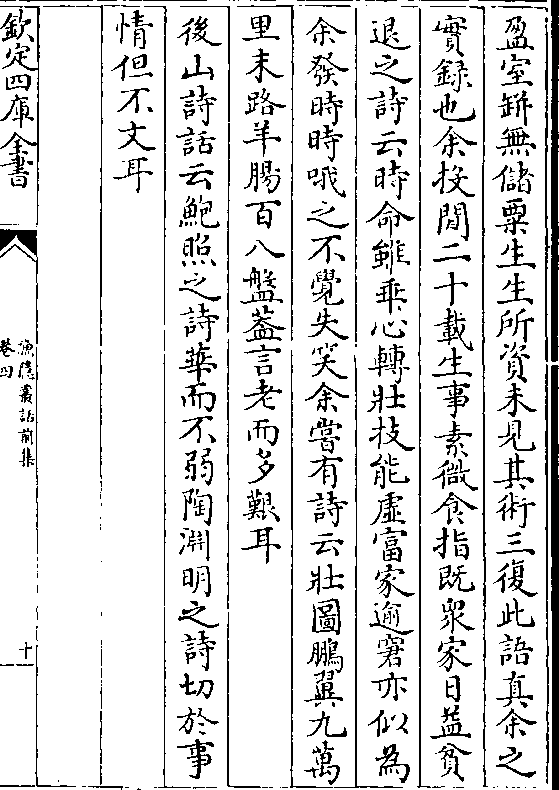 盈室缾無儲粟生生所資未見其術三復此語真余之
實録也余投閒二十載生事素微食指既衆家日益貧
退之詩云時命雖乖心轉壯技能虛富家逾窘亦似為
余發時時哦之不覺失笑余嘗有詩云壯圖鵬翼九萬
里末路羊腸百八盤葢言老而多艱耳
後山詩話云鮑照之詩華而不弱陶淵明之詩切於事
情但不文耳
欽定四庫全書
漁隱叢話前集
卷四
十